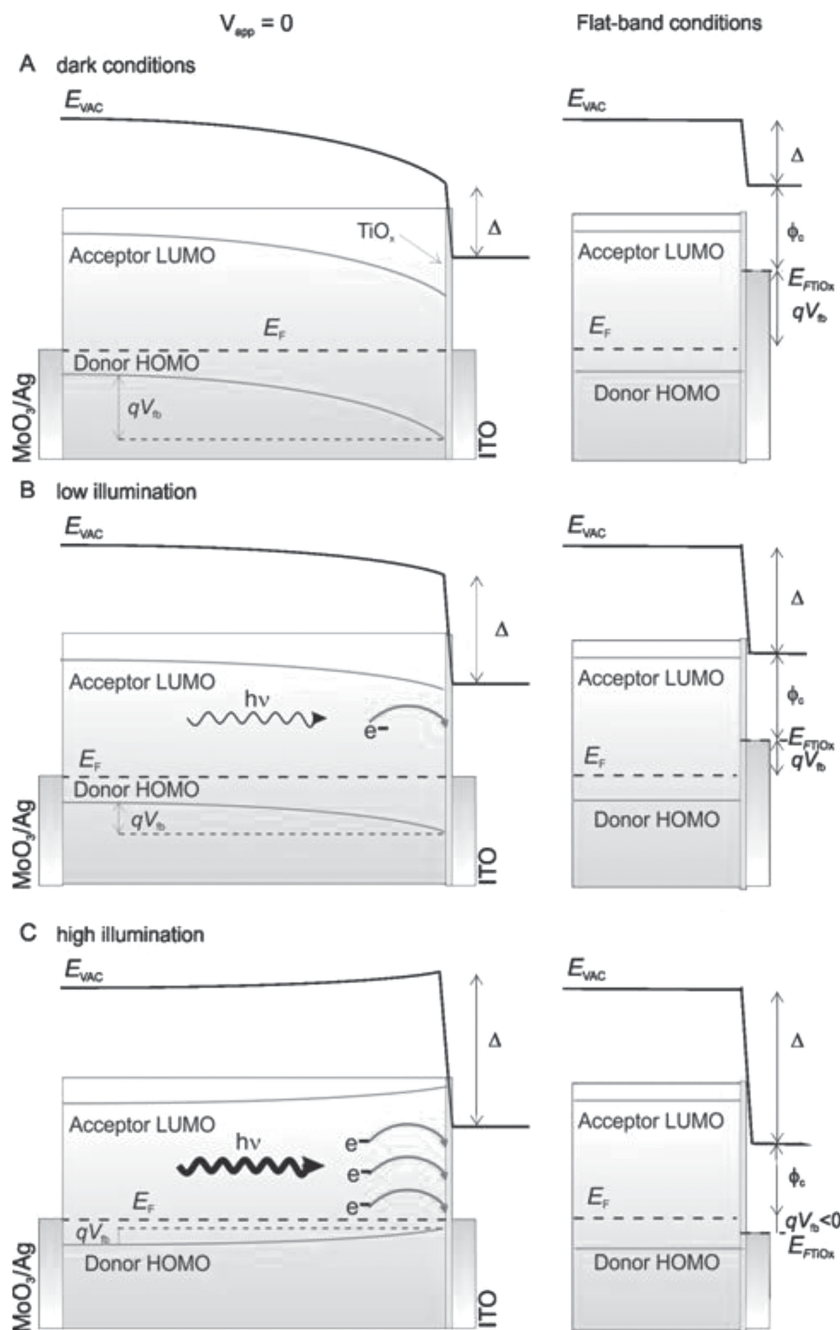 V_app = 0
Flat-band conditions
A dark conditions
E_VAC
E_VAC
Δ
TiO_x
Δ
Acceptor LUMO
Acceptor LUMO
ϕ_c
E_FTiOx
qV_fb
E_F
E_F
Donor HOMO
qV_fb
Donor HOMO
MoO_3/Ag
ITO
B low illumination
E_VAC
E_VAC
Δ
Δ
Acceptor LUMO
Acceptor LUMO
hν
e−
ϕ_c
E_FTiOx
qV_fb
E_F
E_F
Donor HOMO
qV_fb
Donor HOMO
MoO_3/Ag
ITO
C high illumination
E_VAC
E_VAC
Δ
Δ
Acceptor LUMO
Acceptor LUMO
hν
e−
e−
e−
ϕ_c
E_F
E_F
qV_fb<0
qV_fb
E_FTiOx
Donor HOMO
Donor HOMO
MoO_3/Ag
ITO